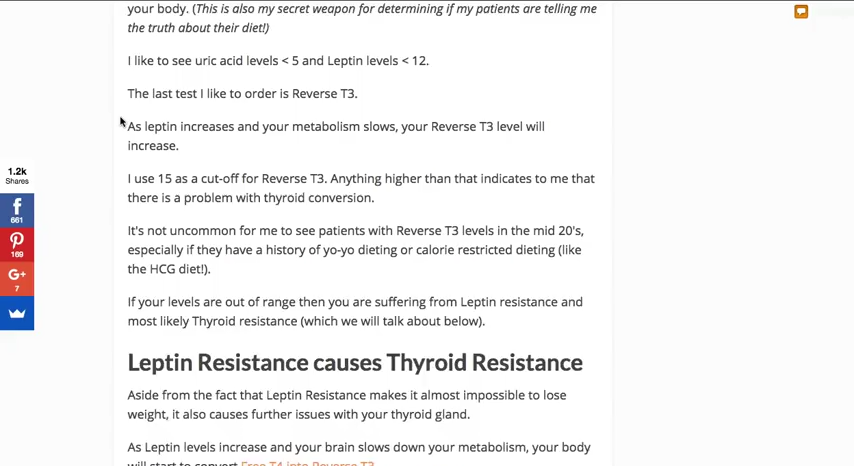 your body. (This is also my secret weapon for determining if my patients are telling me
the truth about their diet!)
I like to see uric acid levels < 5 and Leptin levels < 12.
The last test I like to order is Reverse T3.
As leptin increases and your metabolism slows, your Reverse T3 level will
increase.
1.2k
Shares
I use 15 as a cut-off for Reverse T3. Anything higher than that indicates to me that
there is a problem with thyroid conversion.
661
It's not uncommon for me to see patients with Reverse T3 levels in the mid 20's,
169
especially if they have a history of yo-yo dieting or calorie restricted dieting (like
the HCG diet!).
G+
7
If your levels are out of range then you are suffering from Leptin resistance and
most likely Thyroid resistance (which we will talk about below).
Leptin Resistance causes Thyroid Resistance
Aside from the fact that Leptin Resistance makes it almost impossible to lose
weight, it also causes further issues with your thyroid gland.
As Leptin levels increase and your brain slows down your metabolism, your body
will start to convert Free T4 into Reverse T3